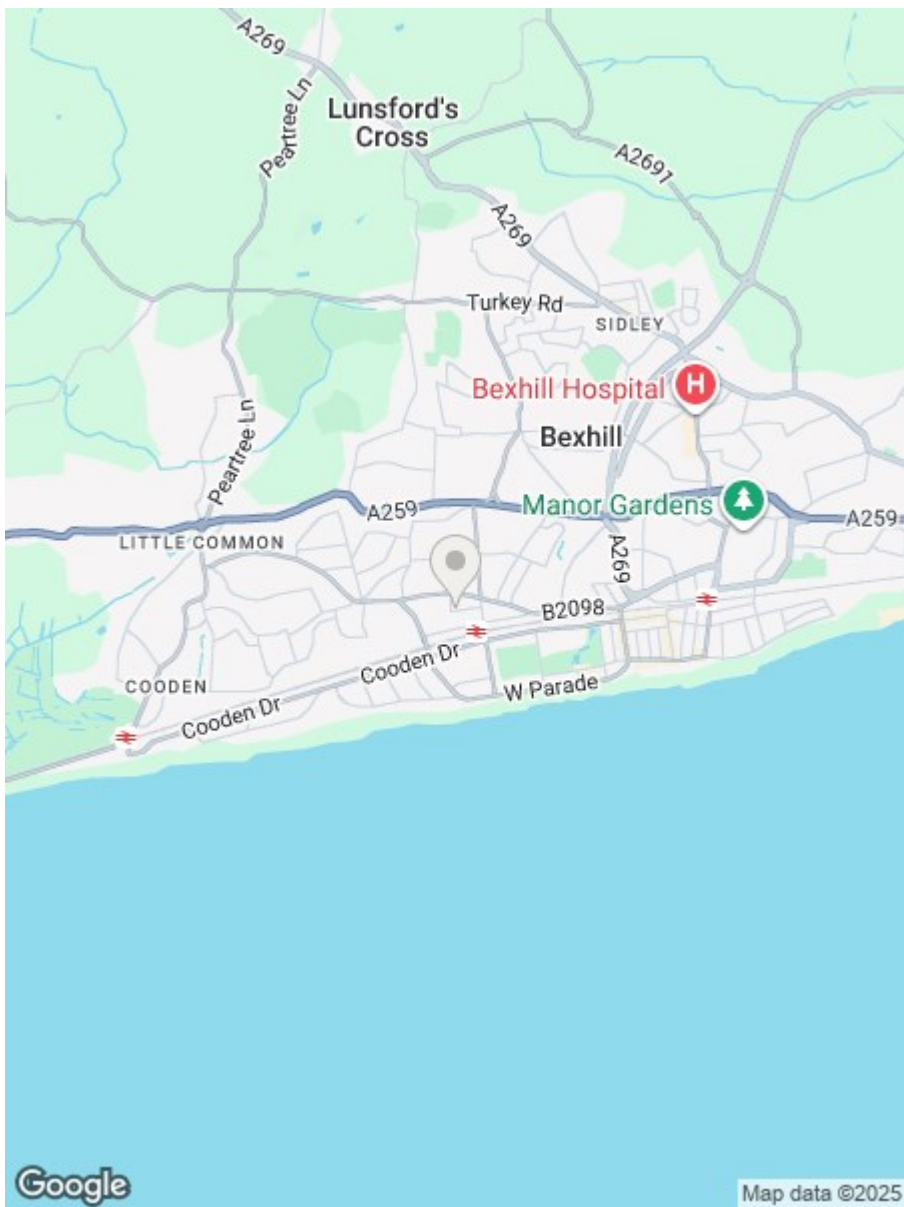 A269
Peartree Ln
Lunsford's
Cross
A2697
A269
Turkey Rd
SIDLEY
Bexhill Hospital
H
Bexhill
Peartree Ln
Manor Gardens
A259
A259
LITTLE COMMON
A269
B2098
Cooden Dr
COODEN
W Parade
Cooden Dr
Google
Map data ©2025